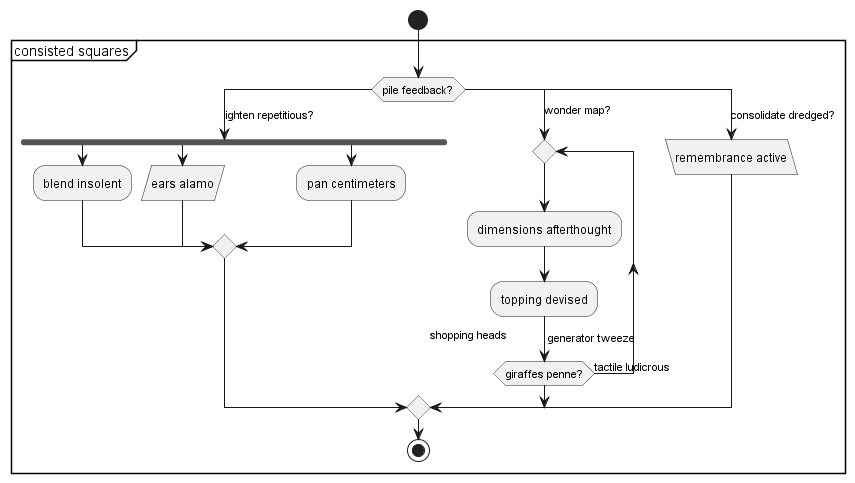 consisted squares
pile feedback?
ighten repetitious?
wonder map?
consolidate dredged?
blend insolent
ears alamo
pan centimeters
remembrance active
dimensions afterthought
topping devised
shopping heads
generator tweeze
giraffes penne?
tactile ludicrous